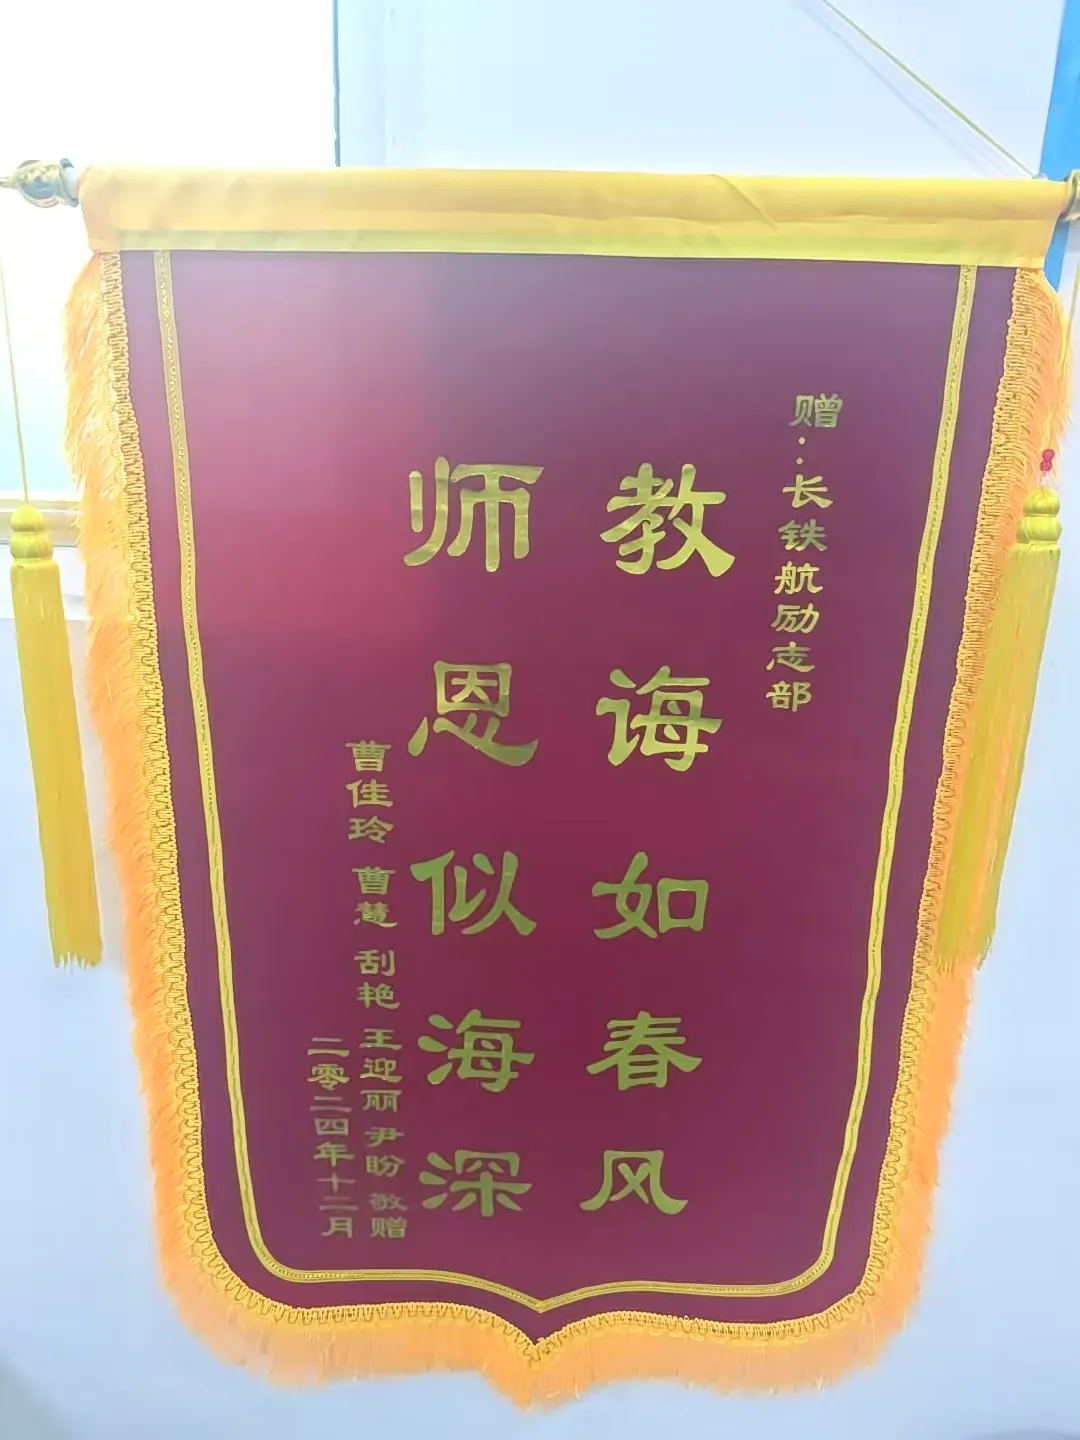 赠：长铁航励志部
教诲如春风
师恩似海深
曹佳玲 曹慧 刮艳 王迎丽 尹盼 敬赠
二零二四年十二月